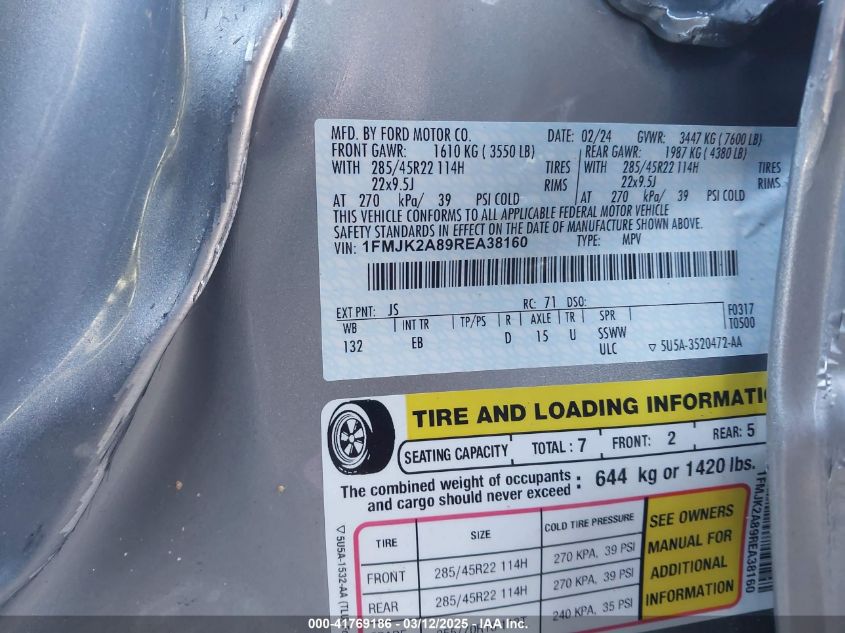 MFD. BY FORD MOTOR CO. DATE: 02/24 GVWR: 3447 KG ( 7600 LB)
FRONT GAWR: 1610 KG ( 3550 LB) REAR GAWR: 1987 KG ( 4380 LB)
WITH 285/45R22 114H TIRES WITH 285/45R22 114H TIRES
22x9.5J RIMS 22x9.5J RIMS
AT 270 kPa/ 39 PSI COLD AT 270 kPa/ 39 PSI COLD
THIS VEHICLE CONFORMS TO ALL APPLICABLE FEDERAL MOTOR VEHICLE
SAFETY STANDARDS IN EFFECT ON THE DATE OF MANUFACTURE SHOWN ABOVE.
VIN: 1FMJK2A89REA38160 TYPE: MPV
EXT PNT: JS RC: 71 DSO:
WB INT TR TP/PS R AXLE TR SPR F0317
132 EB D 15 U SSWW T0500
ULC ▽ 5U5A-3520472-AA
TIRE AND LOADING INFORMATI
SEATING CAPACITY TOTAL : 7 FRONT: 2 REAR: 5
The combined weight of occupants
and cargo should never exceed : 644 kg or 1420 lbs.
TIRE SIZE COLD TIRE PRESSURE
FRONT 285/45R22 114H 270 KPA, 39 PSI
REAR 285/45R22 114H 270 KPA, 39 PSI
240 KPA, 35 PSI
SEE OWNERS
MANUAL FOR
ADDITIONAL
INFORMATION
1FMJK2A89REA38160
▽ 5U5A-1532-AA
000-41769186 - 03/12/2025 - IAA Inc.